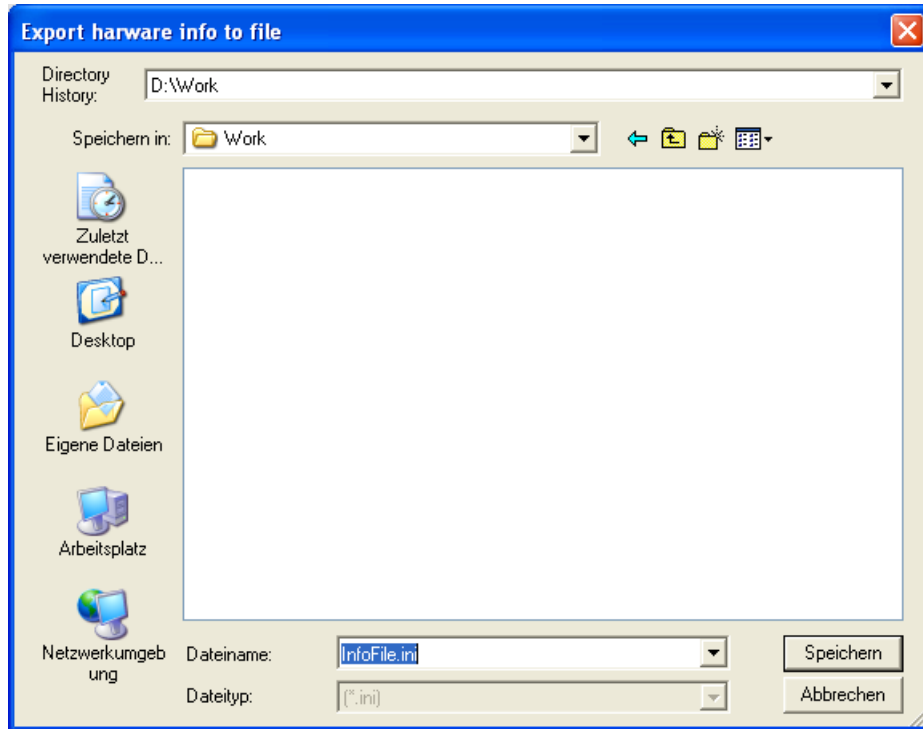 Export harware info to file
Directory
History:
D:\Work
Speichern in:
Work
Zuletzt
verwendete D...
Desktop
Eigene Dateien
Arbeitsplatz
Netzwerkumgeb
ung
Dateiname:
InfoFile.ini
Speichern
Dateityp:
(*.ini)
Abbrechen